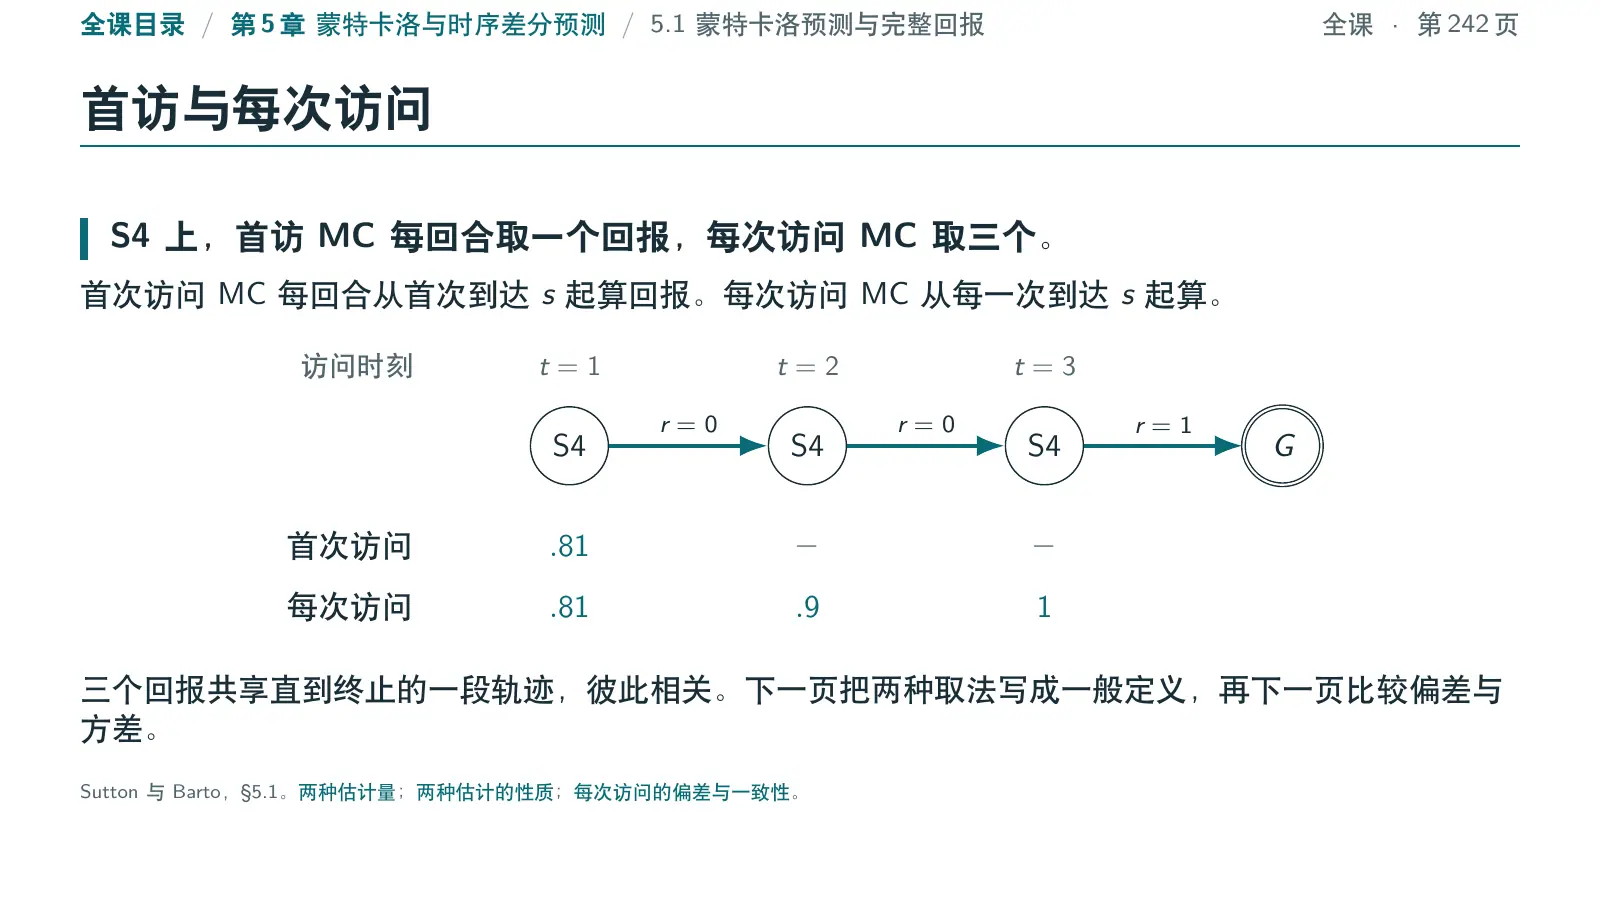 全课目录 / 第 5 章 蒙特卡洛与时序差分预测 / 5.1 蒙特卡洛预测与完整回报 全课 · 第 242 页
首访与每次访问
S4 上，首访 MC 每回合取一个回报，每次访问 MC 取三个。
首次访问 MC 每回合从首次到达 s 起算回报。每次访问 MC 从每一次到达 s 起算。
访问时刻 t = 1 t = 2 t = 3
r = 0 r = 0 r = 1
S4 S4 S4 G
首次访问 .81 – –
每次访问 .81 .9 1
三个回报共享直到终止的一段轨迹，彼此相关。下一页把两种取法写成一般定义，再下一页比较偏差与
方差。
Sutton 与 Barto，§5.1。两种估计量；两种估计的性质；每次访问的偏差与一致性。